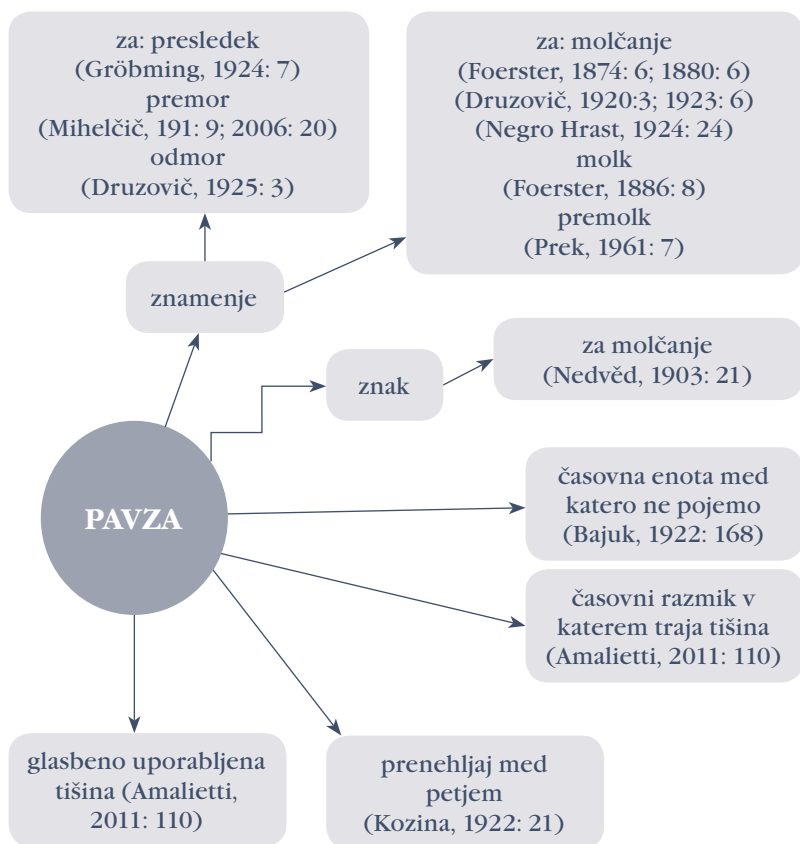 za: presledek
(Gröbming, 1924: 7)
premor
(Mihelčič, 191: 9; 2006: 20)
odmor
(Druzovič, 1925: 3)
za: molčanje
(Foerster, 1874: 6; 1880: 6)
(Druzovič, 1920:3; 1923: 6)
(Negro Hrast, 1924: 24)
molk
(Foerster, 1886: 8)
premolk
(Prek, 1961: 7)
znamenje
znak
za molčanje
(Nedvěd, 1903: 21)
PAVZA
časovna enota med
katero ne pojemo
(Bajuk, 1922: 168)
časovni razmik v
katerem traja tišina
(Amalietti, 2011: 110)
glasbeno uporabljena
tišina (Amalietti,
2011: 110)
prenehljaj med
petjem
(Kozina, 1922: 21)